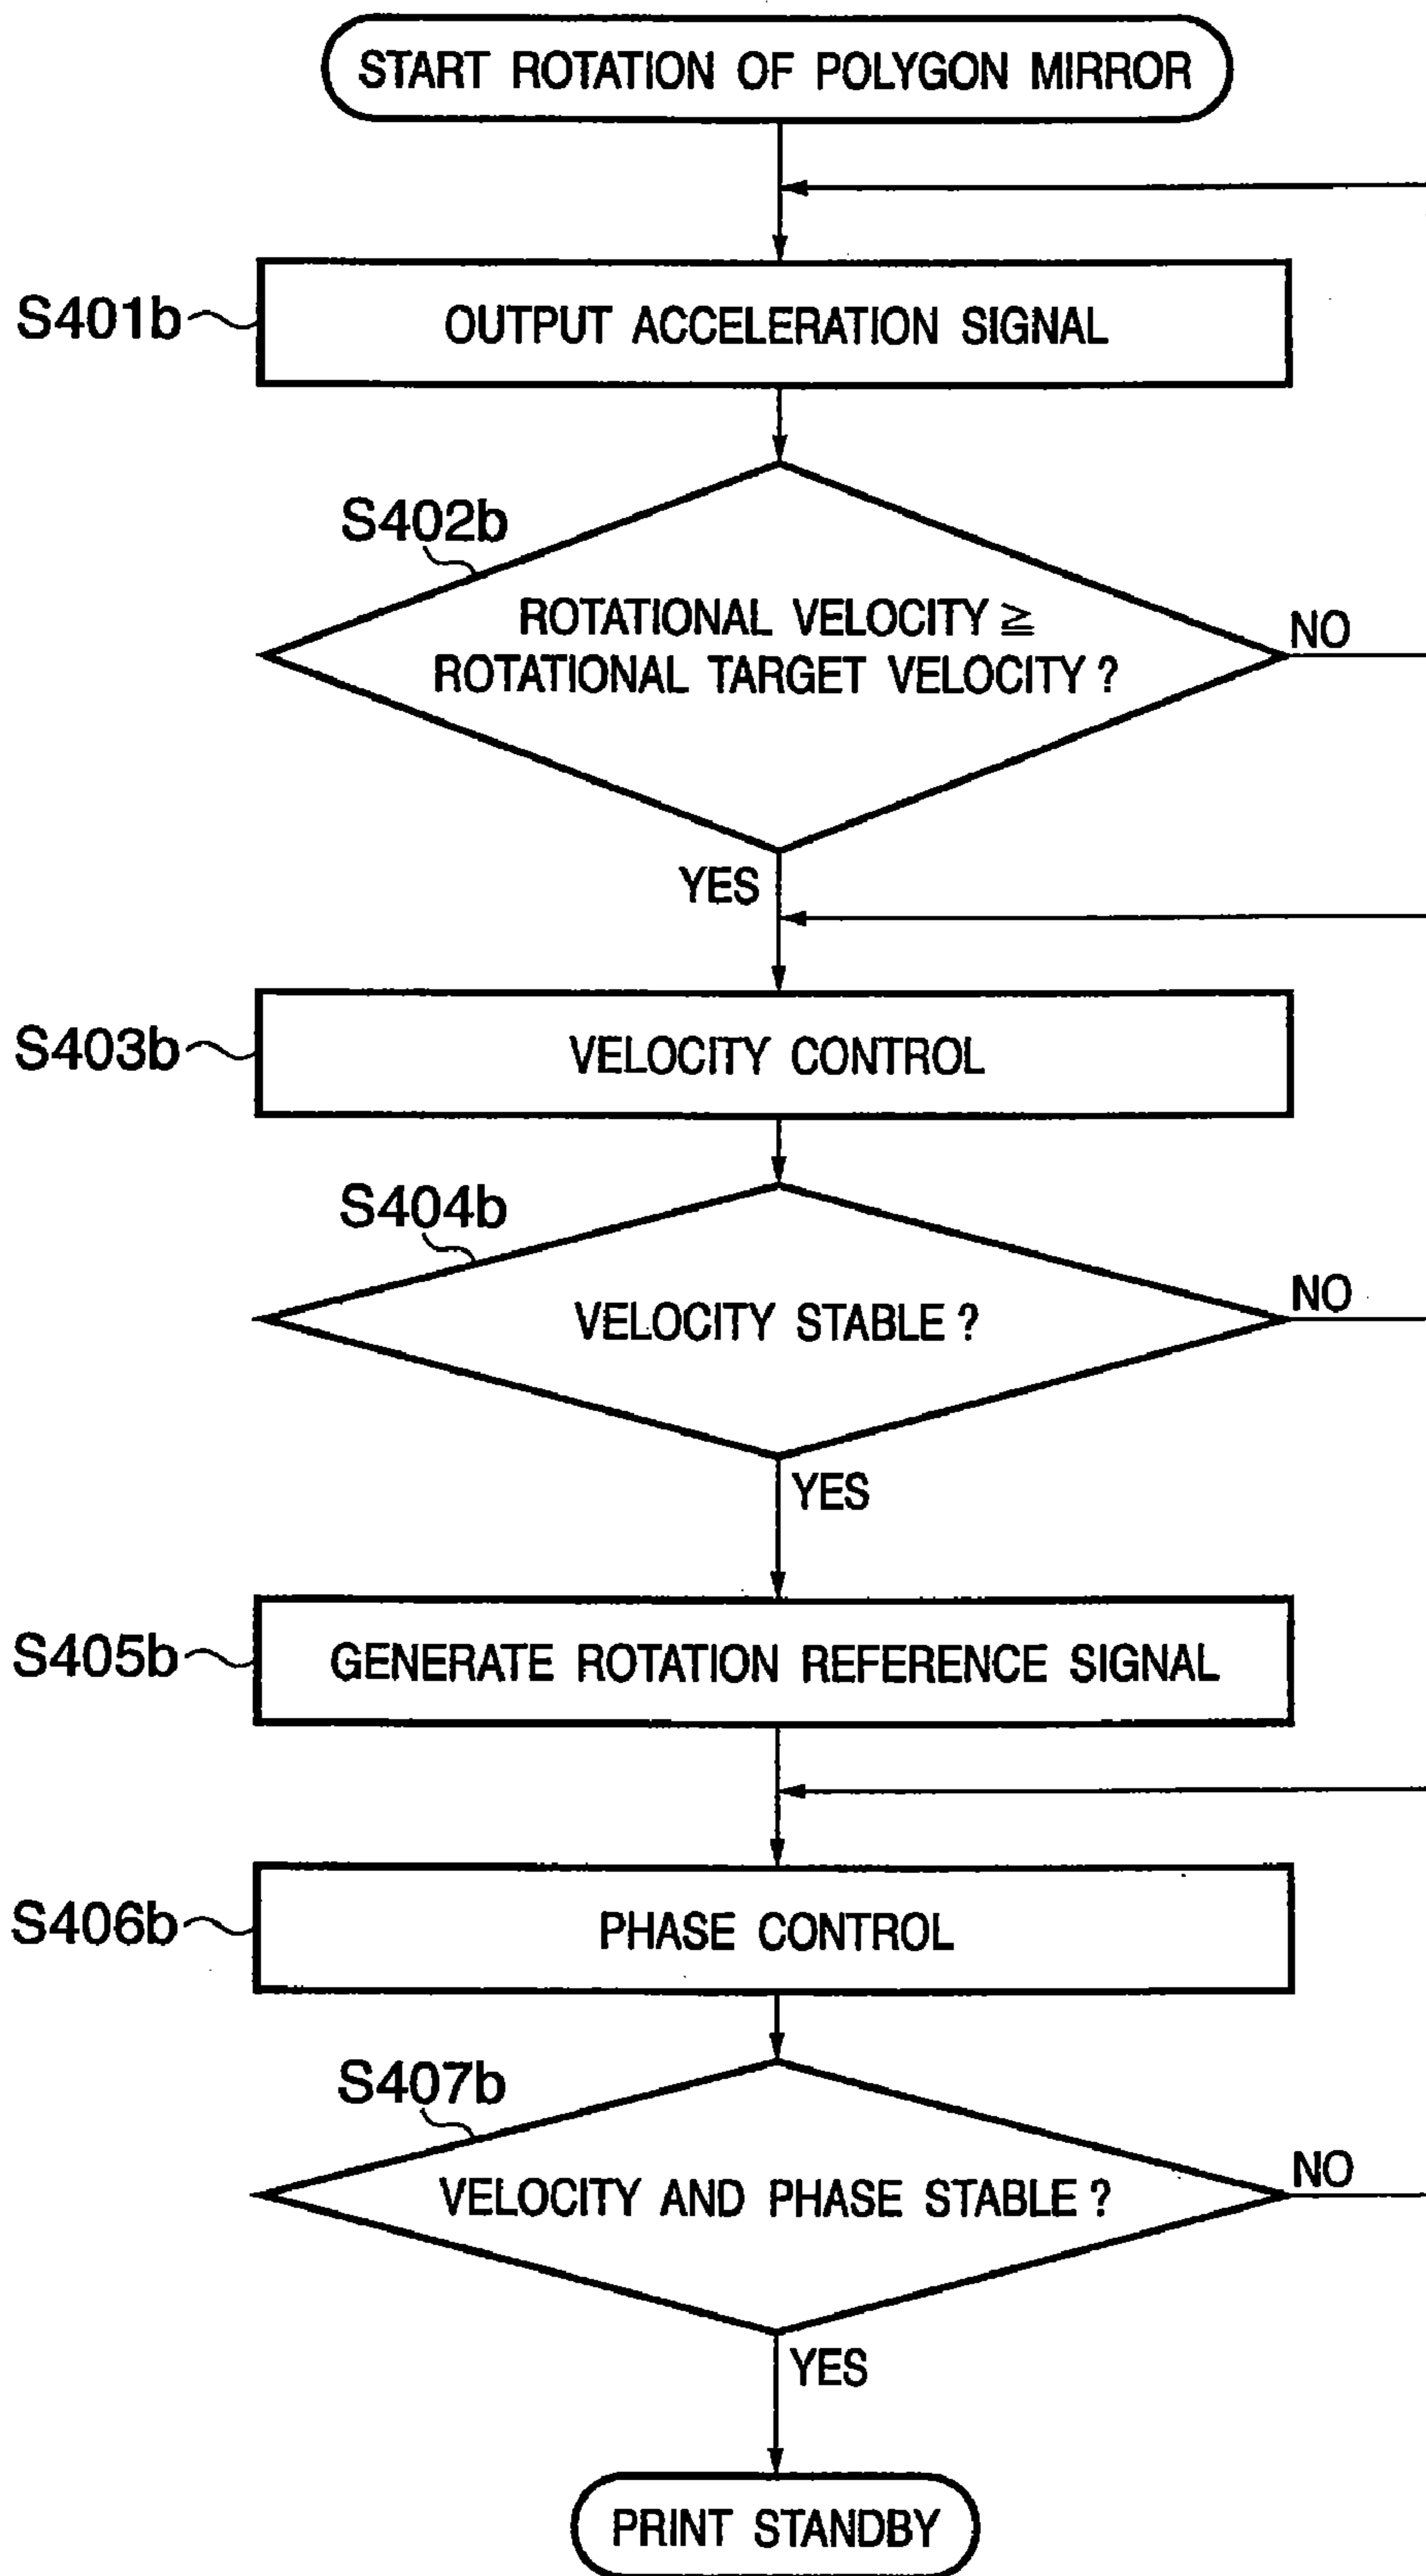 START ROTATION OF POLYGON MIRROR
S401b
OUTPUT ACCELERATION SIGNAL
S402b
ROTATIONAL VELOCITY ≧
ROTATIONAL TARGET VELOCITY ?
NO
YES
S403b
VELOCITY CONTROL
S404b
VELOCITY STABLE ?
NO
YES
S405b
GENERATE ROTATION REFERENCE SIGNAL
S406b
PHASE CONTROL
S407b
VELOCITY AND PHASE STABLE ?
NO
YES
PRINT STANDBY